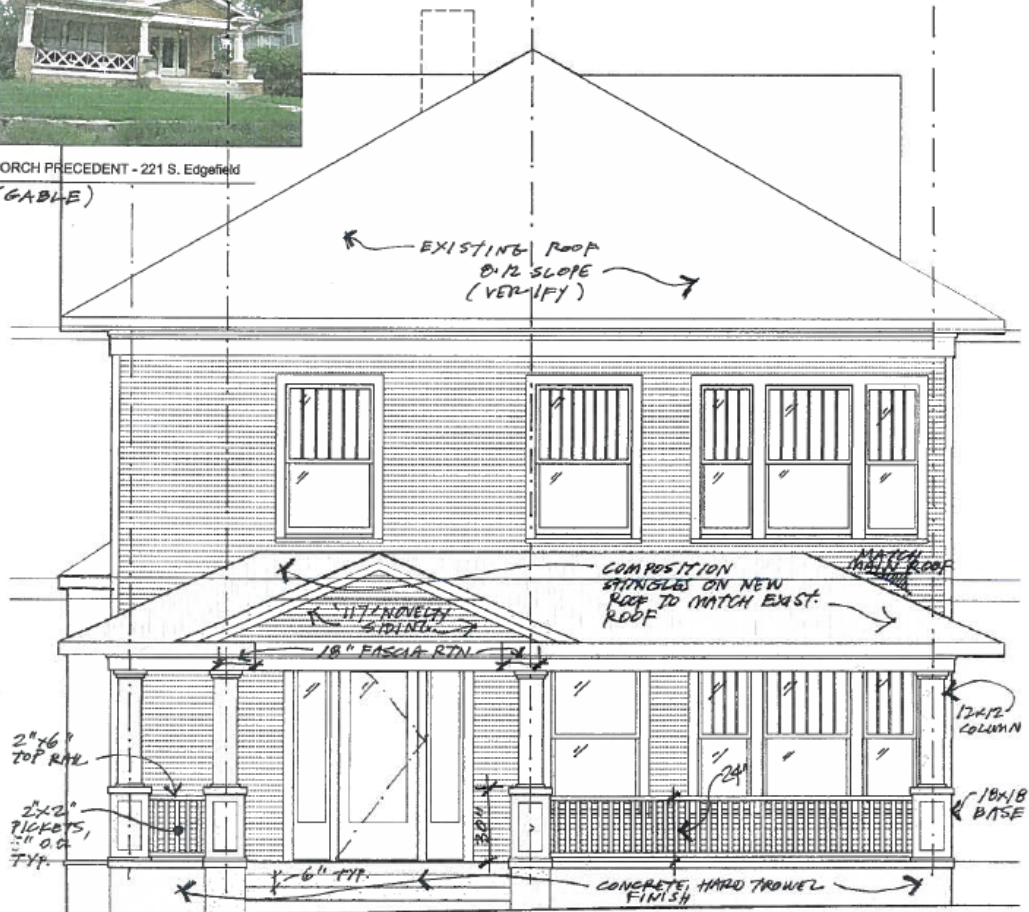 ORCH PRECEDENT - 221 S. Edgefield
(GABLE)
EXISTING ROOF
8:12 SLOPE
(VERIFY)
MATCH
MAIN ROOF
COMPOSITION
SHINGLES ON NEW
ROOF TO MATCH EXIST.
ROOF
117 NOVELTY
SIDING
18" FASCIA RTN.
12x12
COLUMN
2"x6"
TOP RAIL
24"
18x18
BASE
2"x2"
PICKETS,
O.C.
TYP.
30"
6" TYP.
CONCRETE, HARD TROWEL
FINISH